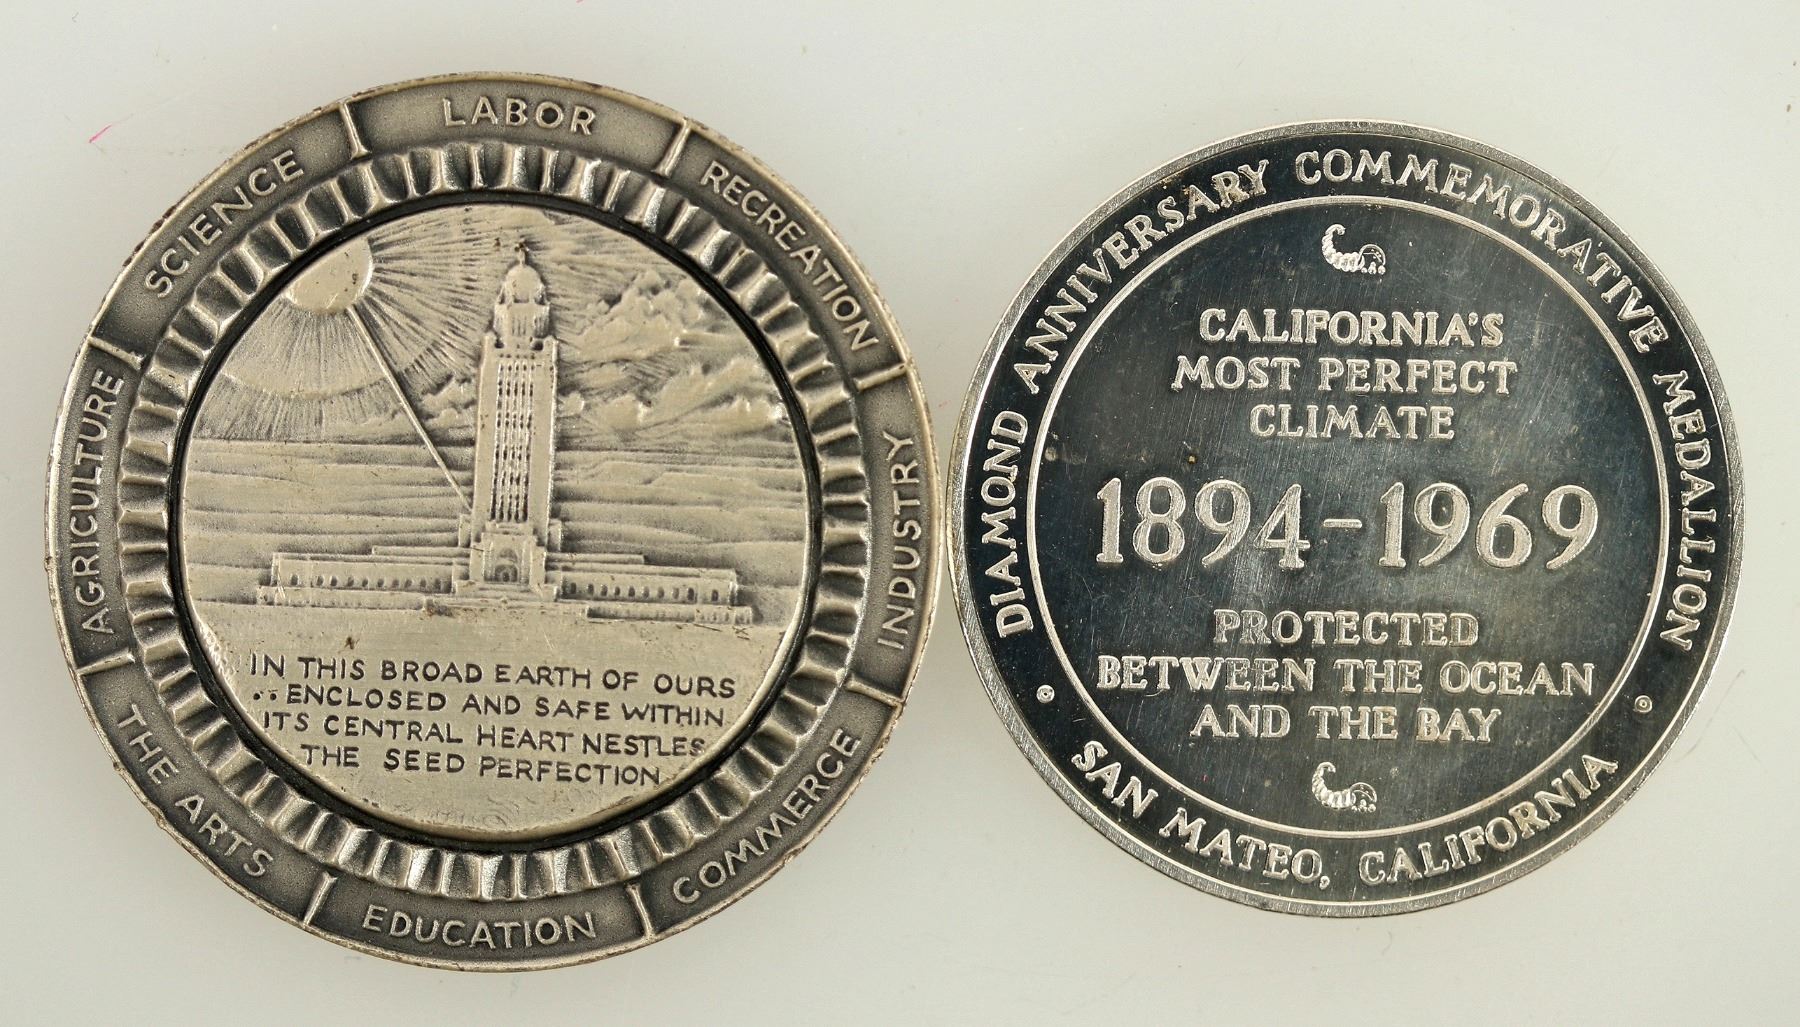 LABOR
RECREATION
INDUSTRY
COMMERCE
EDUCATION
THE ARTS
AGRICULTURE
SCIENCE
IN THIS BROAD EARTH OF OURS
··ENCLOSED AND SAFE WITHIN
ITS CENTRAL HEART NESTLES
THE SEED PERFECTION
DIAMOND ANNIVERSARY COMMEMORATIVE MEDALLION
CALIFORNIA'S
MOST PERFECT
CLIMATE
1894-1969
PROTECTED
BETWEEN THE OCEAN
AND THE BAY
SAN MATEO, CALIFORNIA